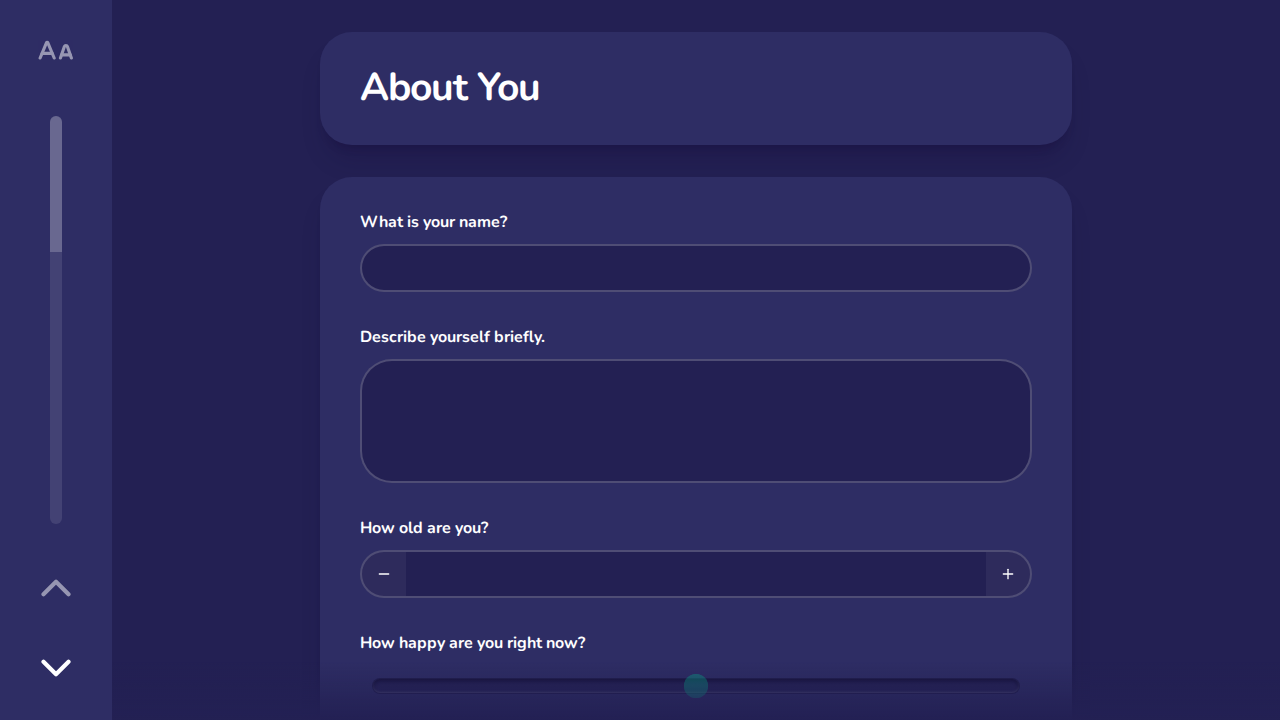 AA
About You
What is your name?
Describe yourself briefly.
How old are you?
− +
How happy are you right now?